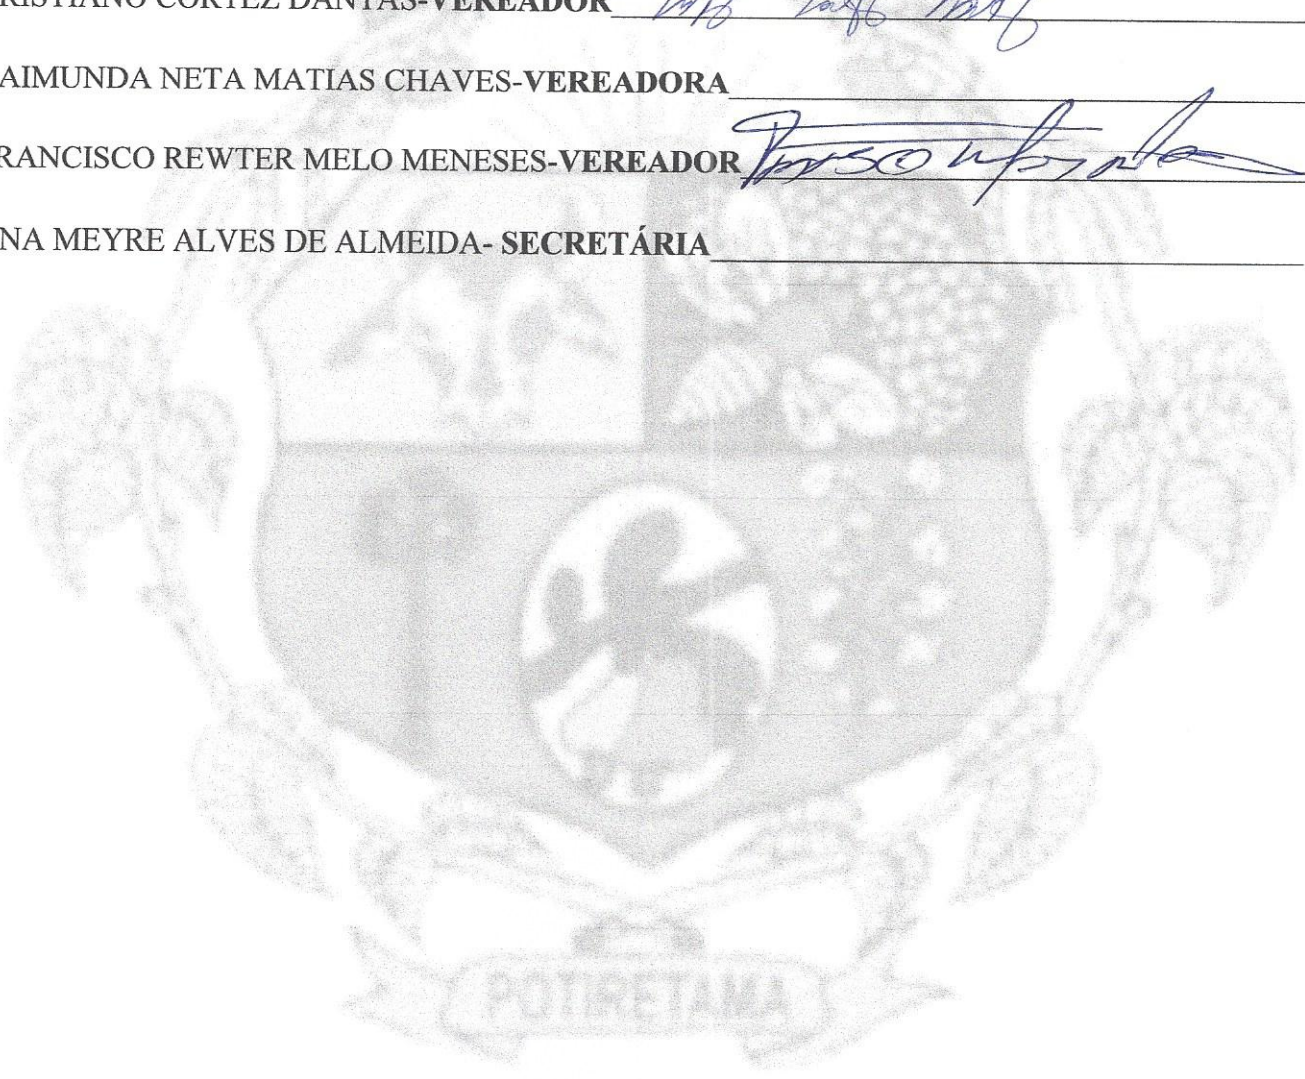 RISTIANO CORTEZ DANTAS-VEREADOR
AIMUNDA NETA MATIAS CHAVES-VEREADORA
RANCISCO REWTER MELO MENESES-VEREADOR
NA MEYRE ALVES DE ALMEIDA- SECRETÁRIA
POTIRETAMA